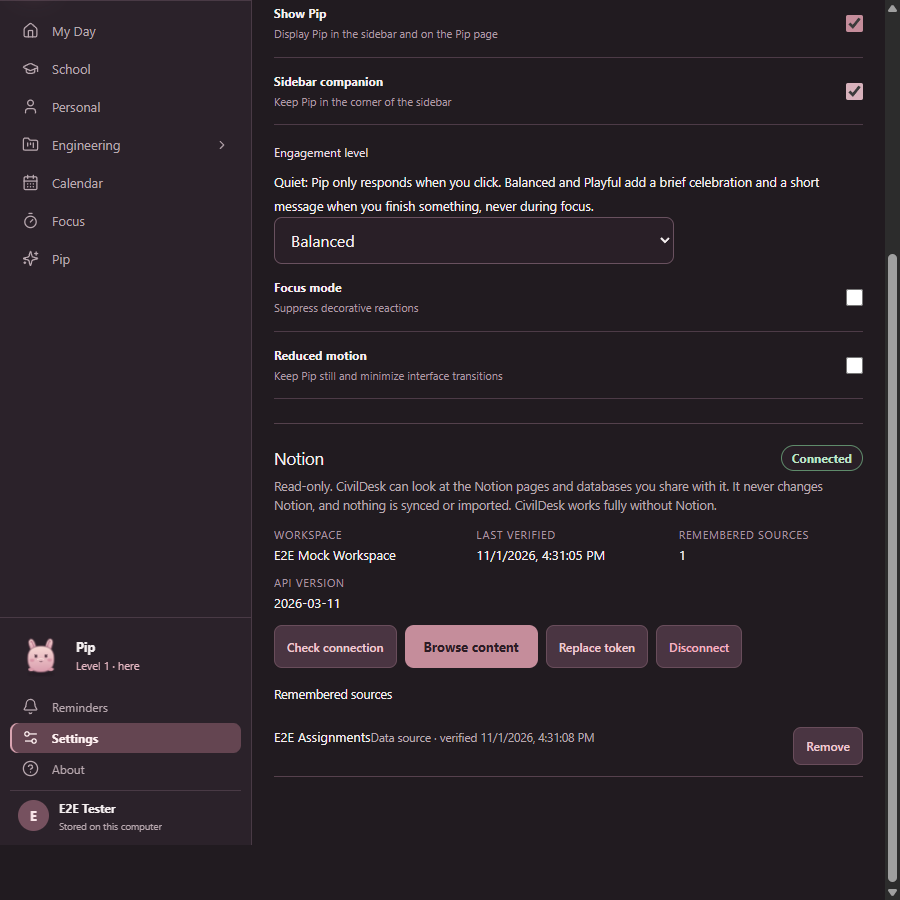 My Day
School
Personal
Engineering
Calendar
Focus
Pip
Pip
Level 1 · here
Reminders
Settings
About
E
E2E Tester
Stored on this computer
Show Pip
Display Pip in the sidebar and on the Pip page
Sidebar companion
Keep Pip in the corner of the sidebar
Engagement level
Quiet: Pip only responds when you click. Balanced and Playful add a brief celebration and a short
message when you finish something, never during focus.
Balanced
Focus mode
Suppress decorative reactions
Reduced motion
Keep Pip still and minimize interface transitions
Notion
Connected
Read-only. CivilDesk can look at the Notion pages and databases you share with it. It never changes
Notion, and nothing is synced or imported. CivilDesk works fully without Notion.
WORKSPACE
E2E Mock Workspace
LAST VERIFIED
11/1/2026, 4:31:05 PM
REMEMBERED SOURCES
1
API VERSION
2026-03-11
Check connection
Browse content
Replace token
Disconnect
Remembered sources
E2E AssignmentsData source · verified 11/1/2026, 4:31:08 PM
Remove